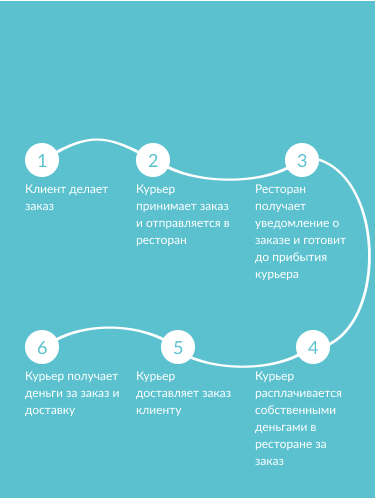 1
Клиент делает
заказ
2
Курьер
принимает заказ
и отправляется в
ресторан
3
Ресторан
получает
уведомление о
заказе и готовит
до прибытия
курьера
4
Курьер
расплачивается
собственными
деньгами в
ресторане за
заказ
5
Курьер
доставляет заказ
клиенту
6
Курьер получает
деньги за заказ и
доставку